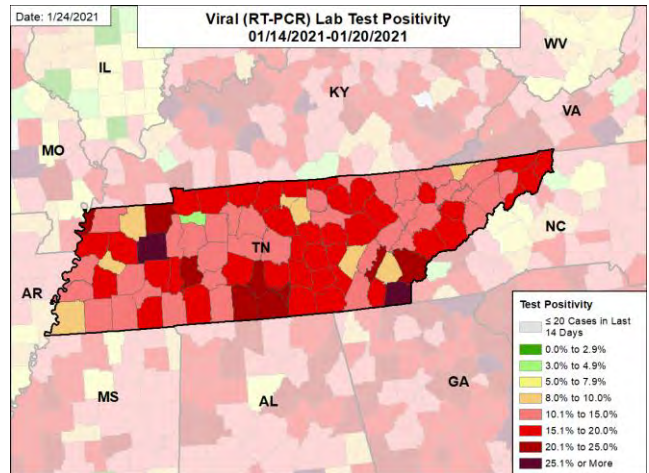 Date: 1/24/2021
Viral (RT-PCR) Lab Test Positivity
01/14/2021-01/20/2021
WV
IL
KY
VA
MO
TN
NC
AR
MS
AL
GA
Test Positivity
≤ 20 Cases in Last
14 Days
0.0% to 2.9%
3.0% to 4.9%
5.0% to 7.9%
8.0% to 10.0%
10.1% to 15.0%
15.1% to 20.0%
20.1% to 25.0%
25.1% or More